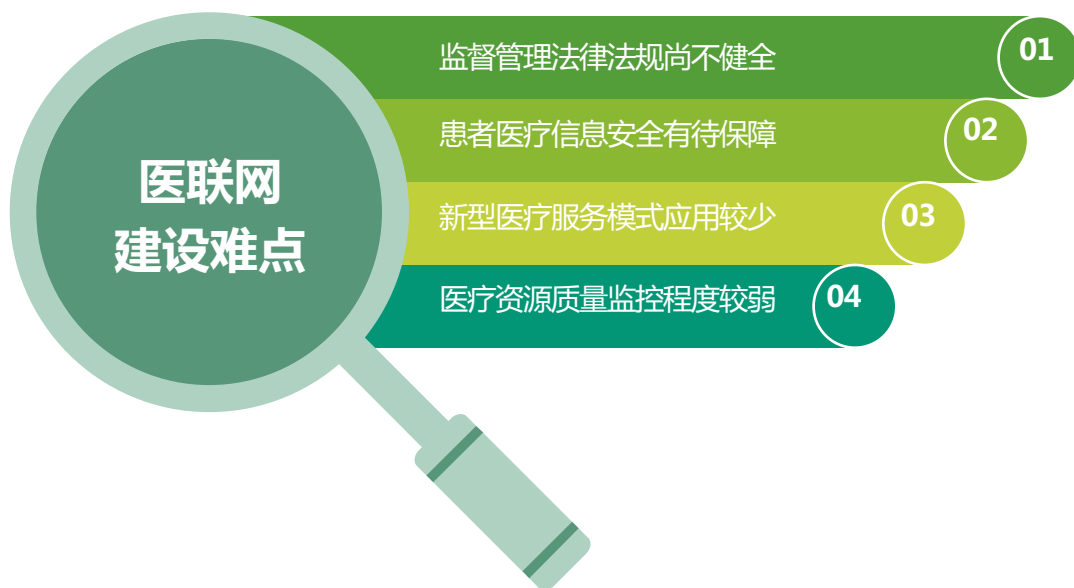 医联网
建设难点
监督管理法律法规尚不健全 01
患者医疗信息安全有待保障 02
新型医疗服务模式应用较少 03
医疗资源质量监控程度较弱 04